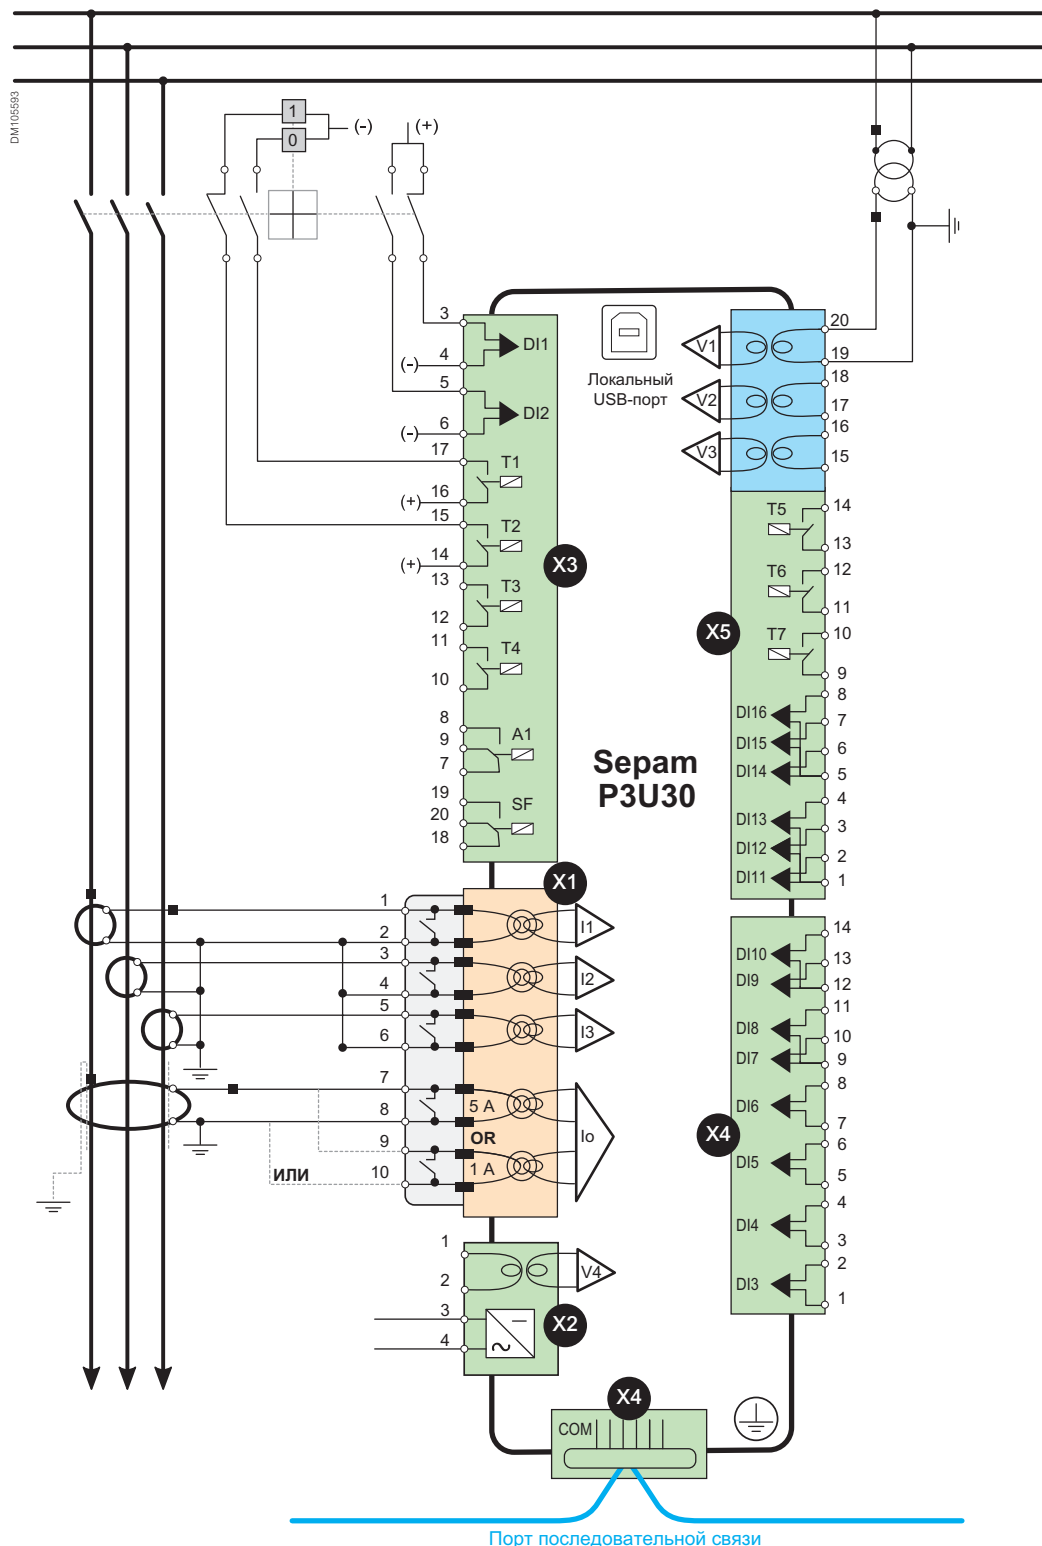 DM105593
1
0
(-)
(+)
3
4
(-)
5
6
(-)
17
16
(+)
15
14
(+)
13
12
11
10
8
9
7
19
20
18
DI1
DI2
T1
T2
T3
T4
A1
SF
X3
Локальный
USB-порт
V1
V2
V3
20
19
18
17
16
15
14
13
12
11
10
9
8
7
6
5
4
3
2
1
T5
T6
T7
X5
DI16
DI15
DI14
DI13
DI12
DI11
Sepam
P3U30
X1
1
2
3
4
5
6
7
8
9
10
ИЛИ
5 A
OR
1 A
I1
I2
I3
Io
14
13
12
11
10
9
8
7
6
5
4
3
2
1
DI10
DI9
DI8
DI7
DI6
DI5
DI4
DI3
X4
1
2
3
4
V4
X2
X4
COM
Порт последовательной связи